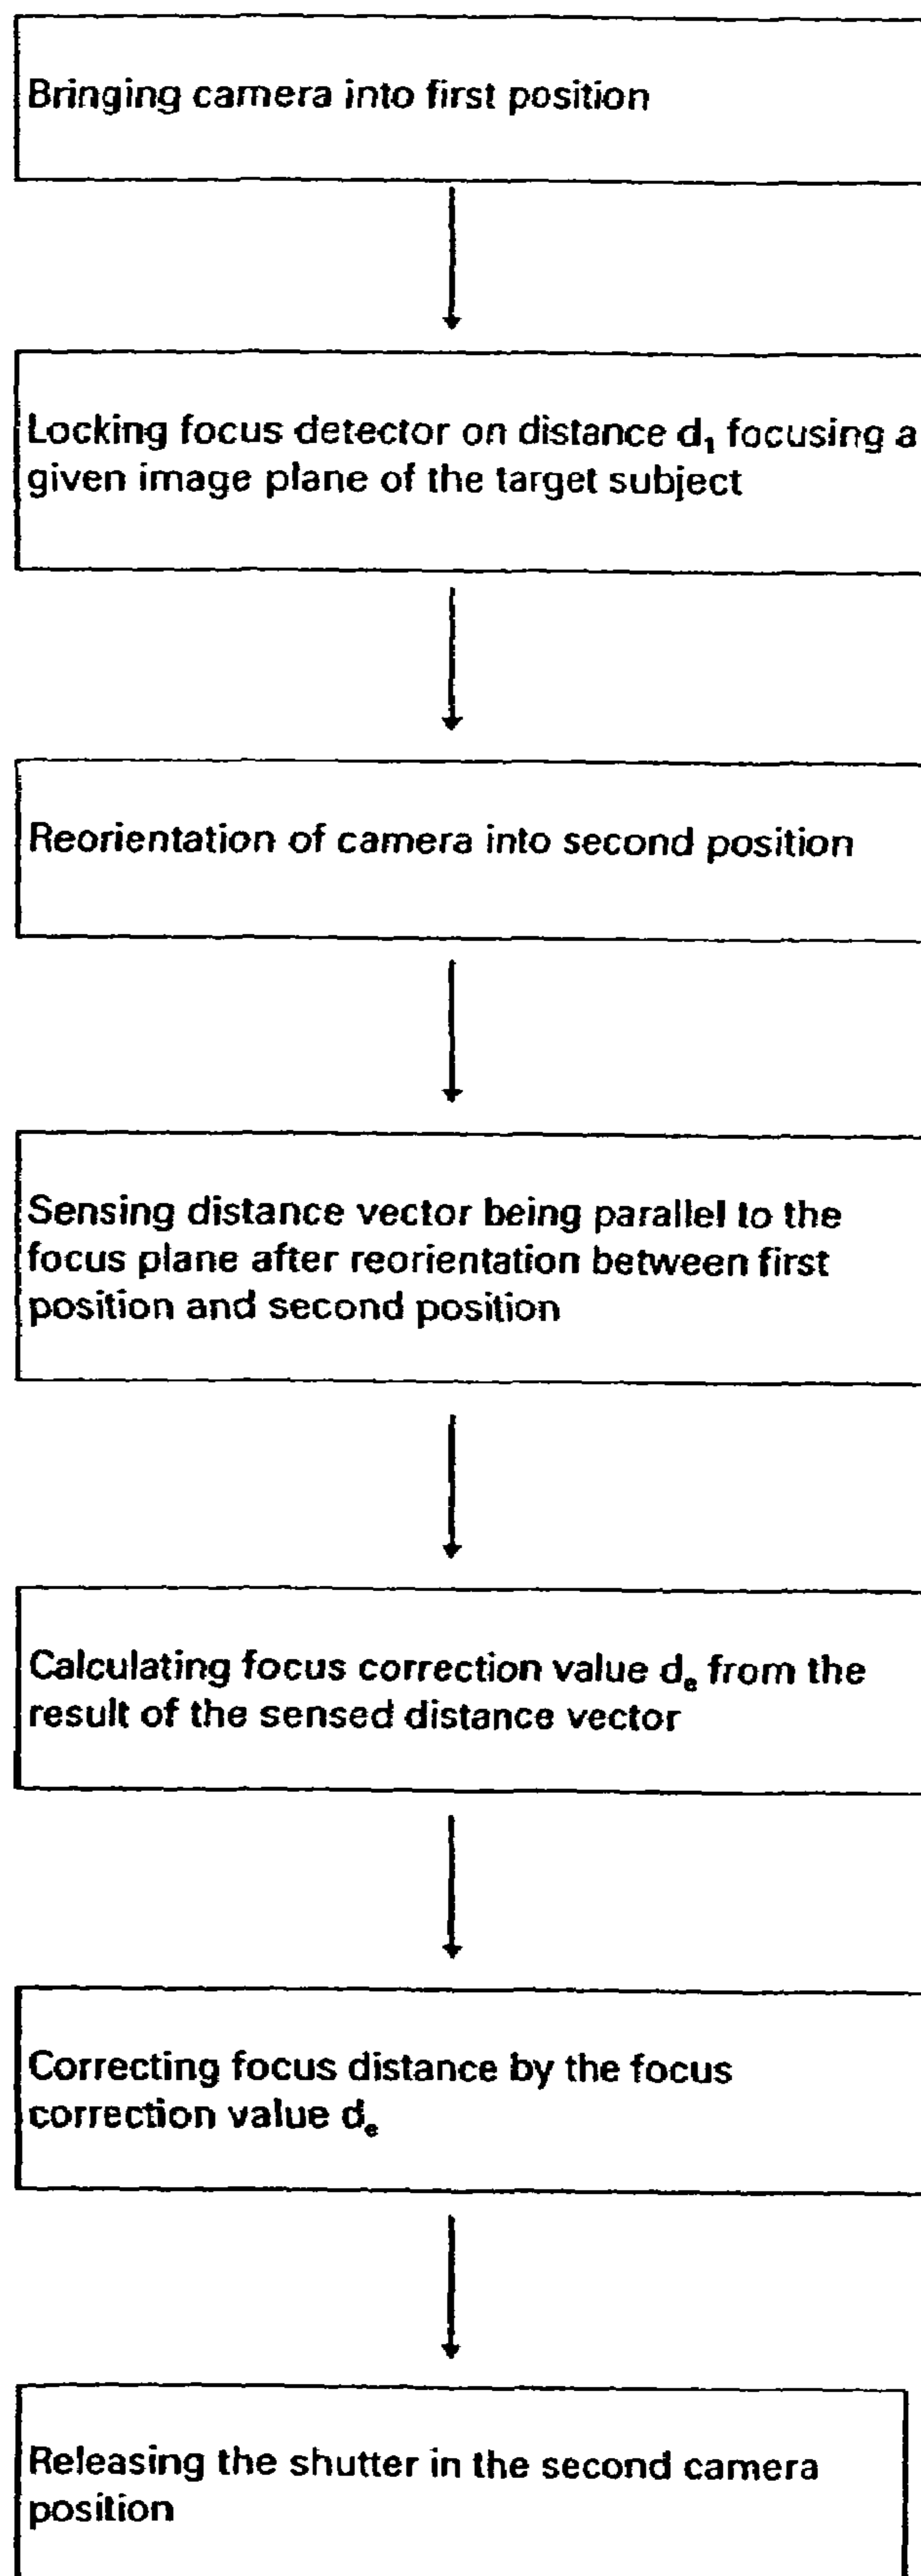 Bringing camera into first position
Locking focus detector on distance d₁ focusing a
given image plane of the target subject
Reorientation of camera into second position
Sensing distance vector being parallel to the
focus plane after reorientation between first
position and second position
Calculating focus correction value dₑ from the
result of the sensed distance vector
Correcting focus distance by the focus
correction value dₑ
Releasing the shutter in the second camera
position